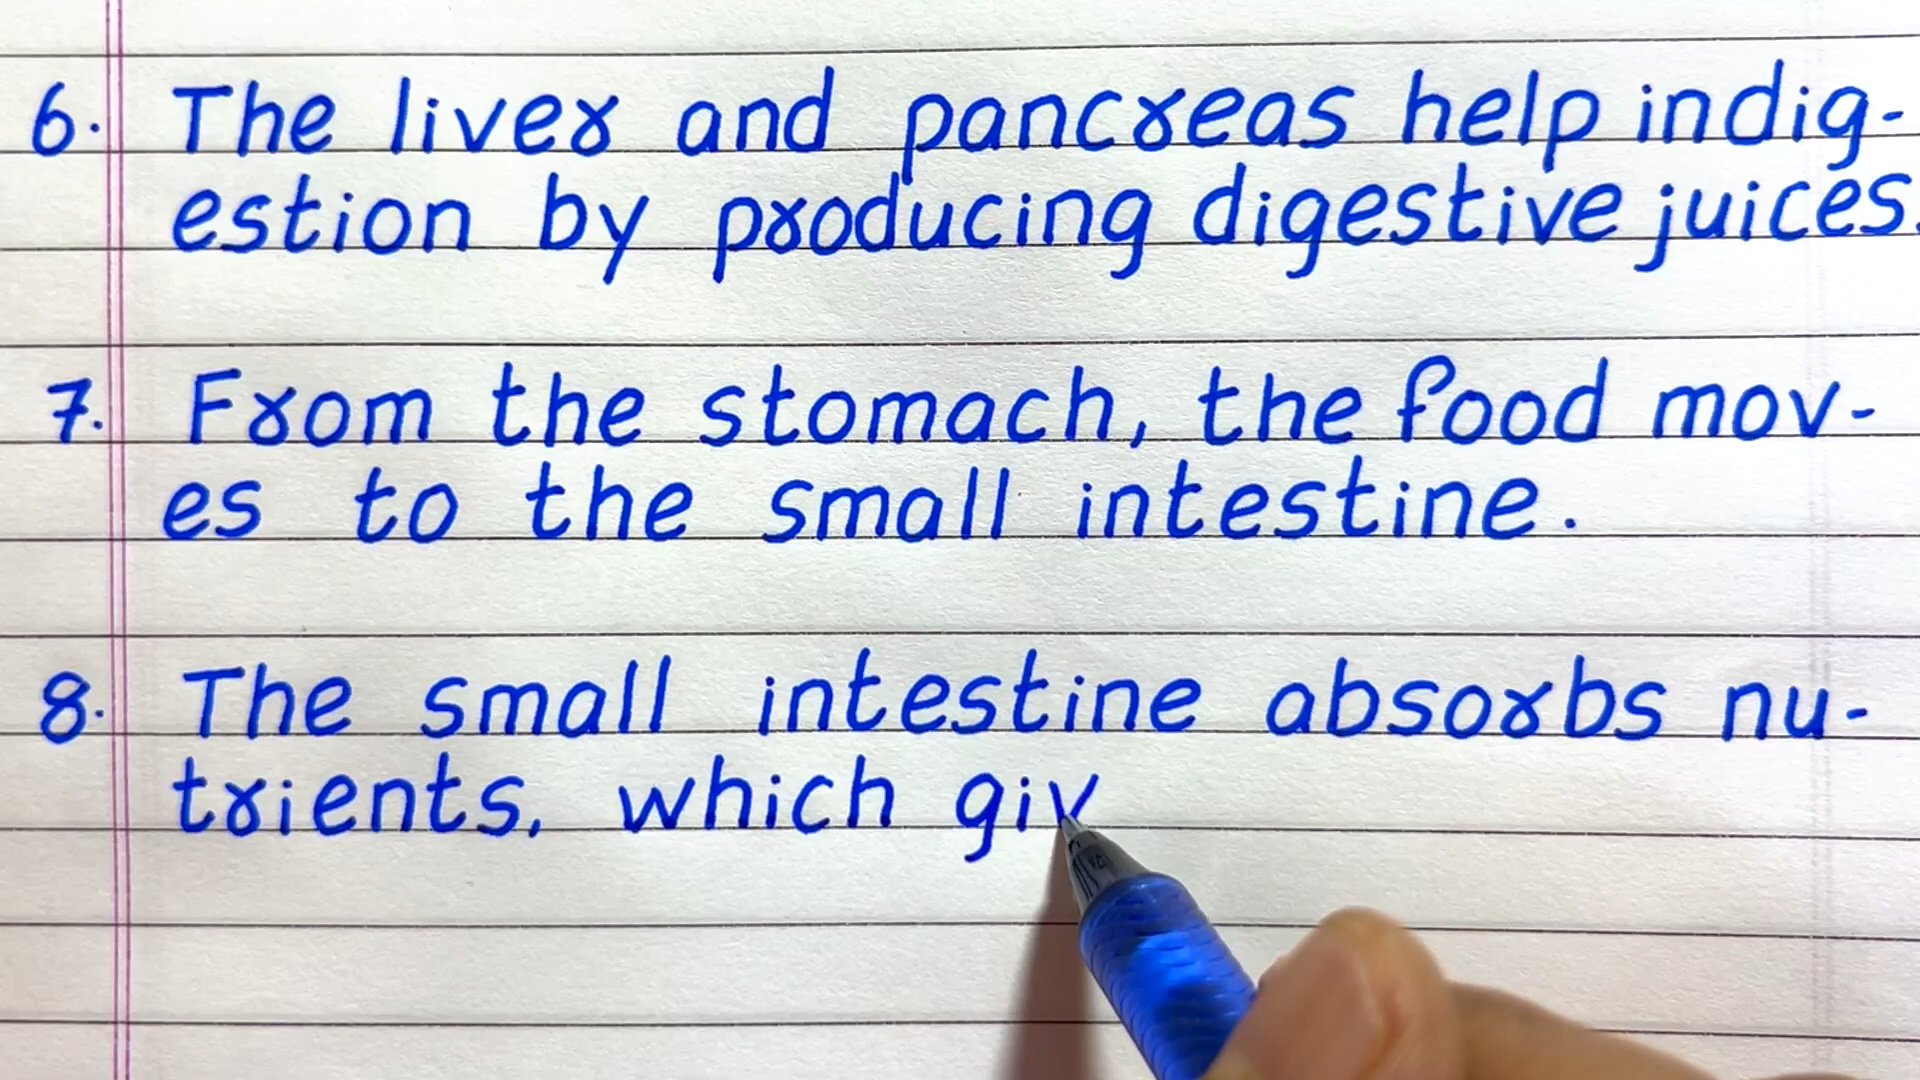 6. The liver and pancreas help indig-
estion by producing digestive juices.
7. From the stomach, the food mov-
es to the small intestine.
8. The small intestine absorbs nu-
trients, which giv